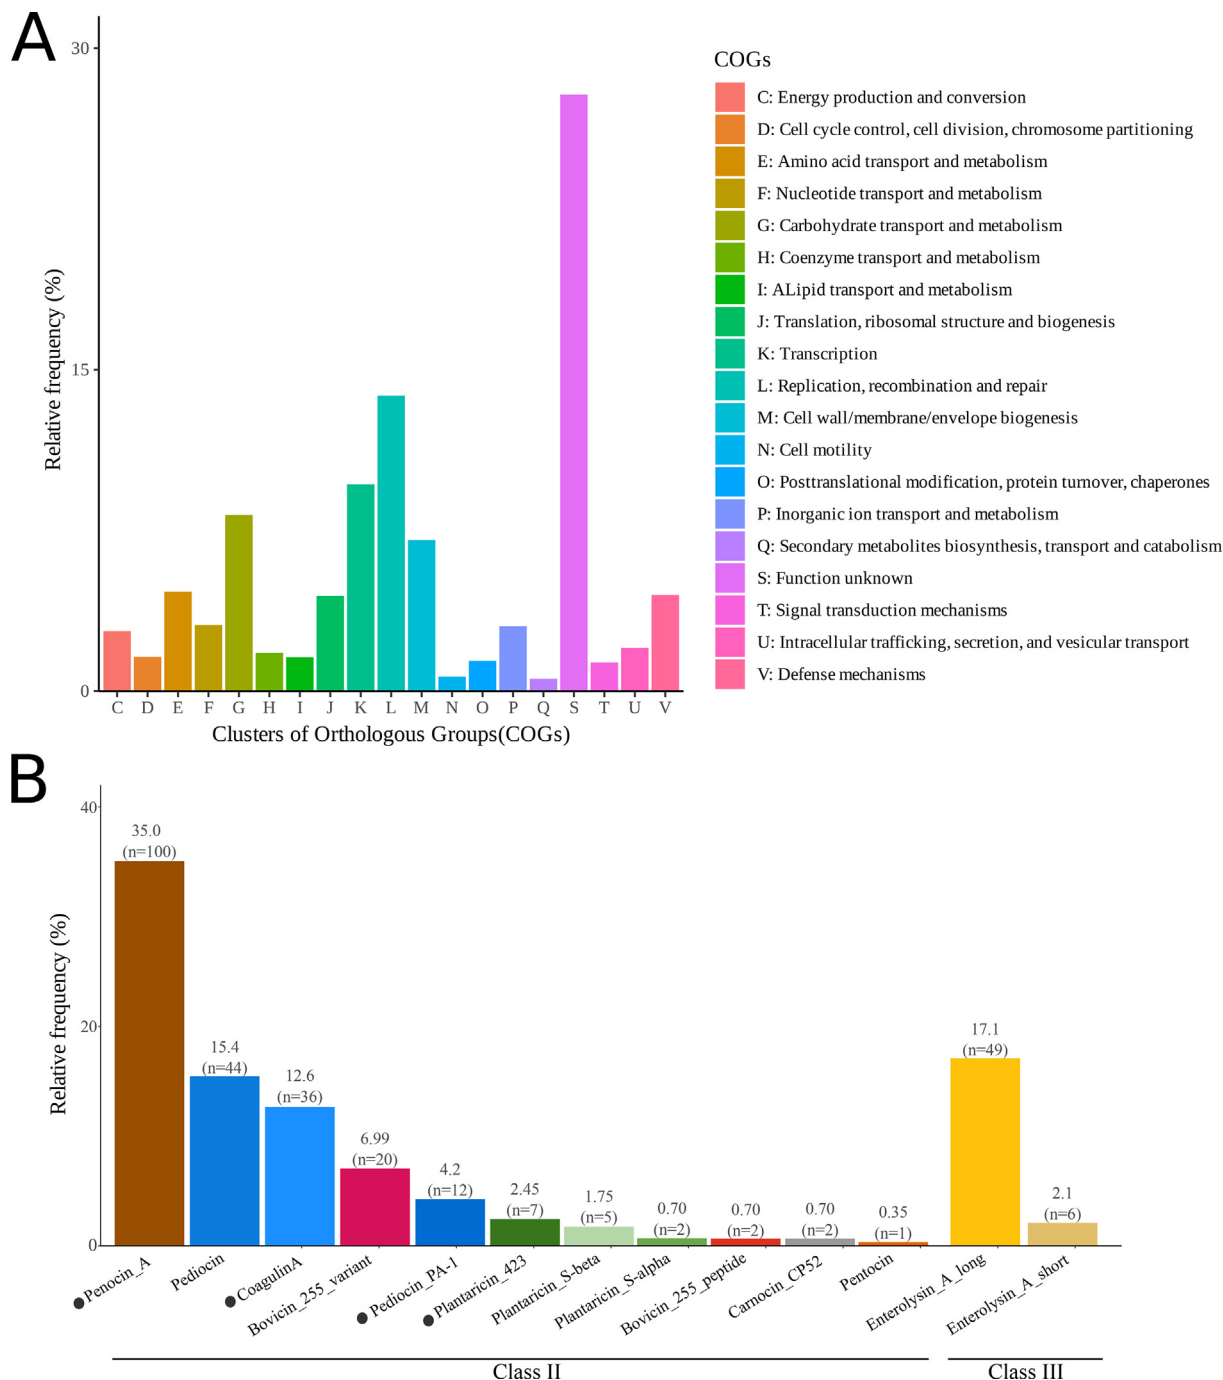 A
30
15
0
Relative frequency (%)
C D E F G H I J K L M N O P Q S T U V
Clusters of Orthologous Groups(COGs)
COGs
C: Energy production and conversion
D: Cell cycle control, cell division, chromosome partitioning
E: Amino acid transport and metabolism
F: Nucleotide transport and metabolism
G: Carbohydrate transport and metabolism
H: Coenzyme transport and metabolism
I: ALipid transport and metabolism
J: Translation, ribosomal structure and biogenesis
K: Transcription
L: Replication, recombination and repair
M: Cell wall/membrane/envelope biogenesis
N: Cell motility
O: Posttranslational modification, protein turnover, chaperones
P: Inorganic ion transport and metabolism
Q: Secondary metabolites biosynthesis, transport and catabolism
S: Function unknown
T: Signal transduction mechanisms
U: Intracellular trafficking, secretion, and vesicular transport
V: Defense mechanisms
B
40
20
0
Relative frequency (%)
35.0
(n=100)
15.4
(n=44)
12.6
(n=36)
6.99
(n=20)
4.2
(n=12)
2.45
(n=7)
1.75
(n=5)
0.70
(n=2)
0.70
(n=2)
0.70
(n=2)
0.35
(n=1)
17.1
(n=49)
2.1
(n=6)
Penocin_A
Pediocin
CoagulinA
Bovicin_255_variant
Pediocin_PA-1
Plantaricin_423
Plantaricin_S-beta
Plantaricin_S-alpha
Bovicin_255_peptide
Carnocin_CP52
Pentocin
Enterolysin_A_long
Enterolysin_A_short
Class II
Class III